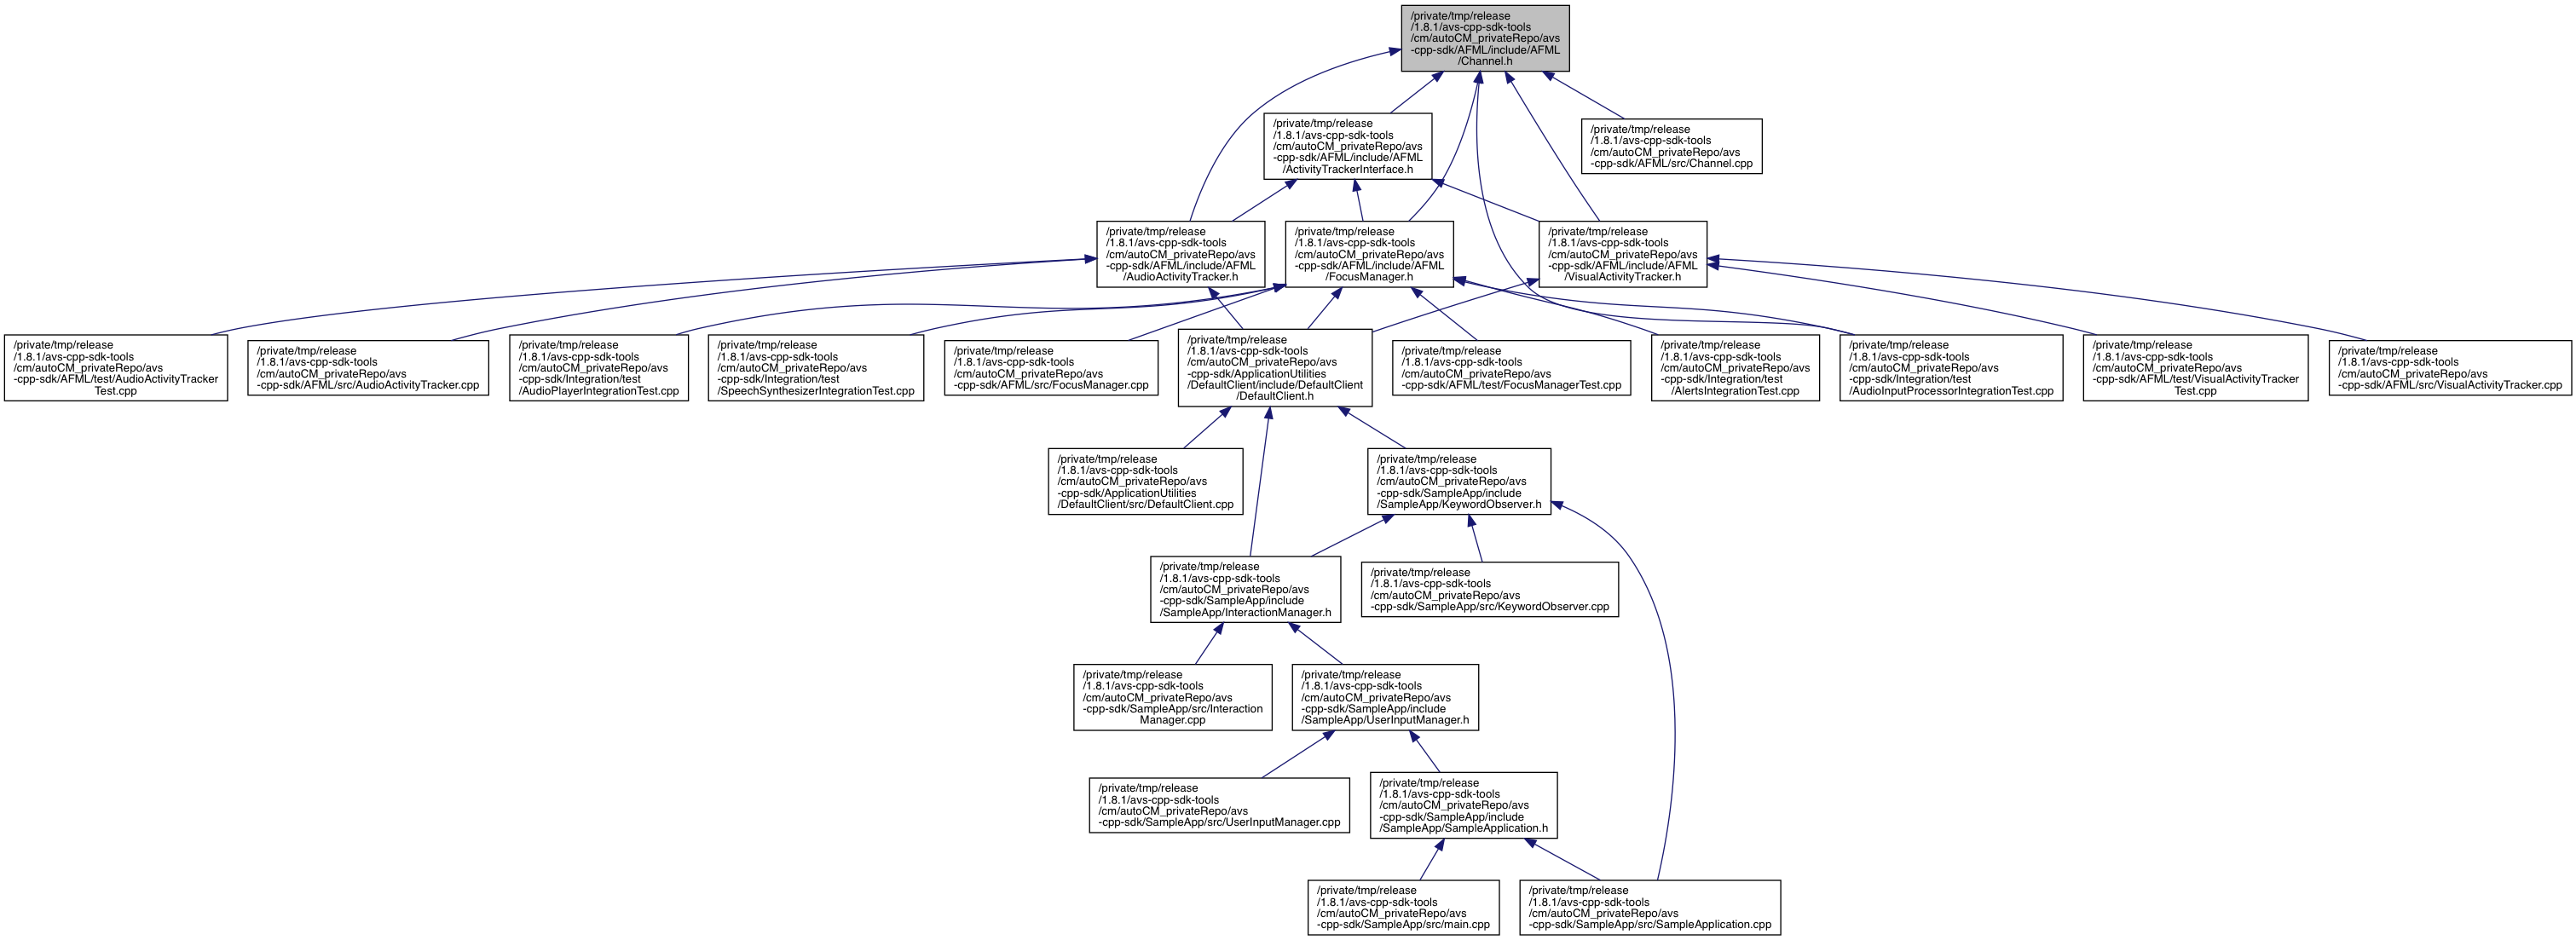 /private/tmp/release
/1.8.1/avs-cpp-sdk-tools
/cm/autoCM_privateRepo/avs
-cpp-sdk/AFML/include/AFML
/Channel.h
/private/tmp/release
/1.8.1/avs-cpp-sdk-tools
/cm/autoCM_privateRepo/avs
-cpp-sdk/AFML/include/AFML
/ActivityTrackerInterface.h
/private/tmp/release
/1.8.1/avs-cpp-sdk-tools
/cm/autoCM_privateRepo/avs
-cpp-sdk/AFML/src/Channel.cpp
/private/tmp/release
/1.8.1/avs-cpp-sdk-tools
/cm/autoCM_privateRepo/avs
-cpp-sdk/AFML/include/AFML
/AudioActivityTracker.h
/private/tmp/release
/1.8.1/avs-cpp-sdk-tools
/cm/autoCM_privateRepo/avs
-cpp-sdk/AFML/include/AFML
/FocusManager.h
/private/tmp/release
/1.8.1/avs-cpp-sdk-tools
/cm/autoCM_privateRepo/avs
-cpp-sdk/AFML/include/AFML
/VisualActivityTracker.h
/private/tmp/release
/1.8.1/avs-cpp-sdk-tools
/cm/autoCM_privateRepo/avs
-cpp-sdk/AFML/test/AudioActivityTracker
Test.cpp
/private/tmp/release
/1.8.1/avs-cpp-sdk-tools
/cm/autoCM_privateRepo/avs
-cpp-sdk/AFML/src/AudioActivityTracker.cpp
/private/tmp/release
/1.8.1/avs-cpp-sdk-tools
/cm/autoCM_privateRepo/avs
-cpp-sdk/Integration/test
/AudioPlayerIntegrationTest.cpp
/private/tmp/release
/1.8.1/avs-cpp-sdk-tools
/cm/autoCM_privateRepo/avs
-cpp-sdk/Integration/test
/SpeechSynthesizerIntegrationTest.cpp
/private/tmp/release
/1.8.1/avs-cpp-sdk-tools
/cm/autoCM_privateRepo/avs
-cpp-sdk/AFML/src/FocusManager.cpp
/private/tmp/release
/1.8.1/avs-cpp-sdk-tools
/cm/autoCM_privateRepo/avs
-cpp-sdk/ApplicationUtilities
/DefaultClient/include/DefaultClient
/DefaultClient.h
/private/tmp/release
/1.8.1/avs-cpp-sdk-tools
/cm/autoCM_privateRepo/avs
-cpp-sdk/AFML/test/FocusManagerTest.cpp
/private/tmp/release
/1.8.1/avs-cpp-sdk-tools
/cm/autoCM_privateRepo/avs
-cpp-sdk/Integration/test
/AlertsIntegrationTest.cpp
/private/tmp/release
/1.8.1/avs-cpp-sdk-tools
/cm/autoCM_privateRepo/avs
-cpp-sdk/Integration/test
/AudioInputProcessorIntegrationTest.cpp
/private/tmp/release
/1.8.1/avs-cpp-sdk-tools
/cm/autoCM_privateRepo/avs
-cpp-sdk/AFML/test/VisualActivityTracker
Test.cpp
/private/tmp/release
/1.8.1/avs-cpp-sdk-tools
/cm/autoCM_privateRepo/avs
-cpp-sdk/AFML/src/VisualActivityTracker.cpp
/private/tmp/release
/1.8.1/avs-cpp-sdk-tools
/cm/autoCM_privateRepo/avs
-cpp-sdk/ApplicationUtilities
/DefaultClient/src/DefaultClient.cpp
/private/tmp/release
/1.8.1/avs-cpp-sdk-tools
/cm/autoCM_privateRepo/avs
-cpp-sdk/SampleApp/include
/SampleApp/KeywordObserver.h
/private/tmp/release
/1.8.1/avs-cpp-sdk-tools
/cm/autoCM_privateRepo/avs
-cpp-sdk/SampleApp/include
/SampleApp/InteractionManager.h
/private/tmp/release
/1.8.1/avs-cpp-sdk-tools
/cm/autoCM_privateRepo/avs
-cpp-sdk/SampleApp/src/KeywordObserver.cpp
/private/tmp/release
/1.8.1/avs-cpp-sdk-tools
/cm/autoCM_privateRepo/avs
-cpp-sdk/SampleApp/src/Interaction
Manager.cpp
/private/tmp/release
/1.8.1/avs-cpp-sdk-tools
/cm/autoCM_privateRepo/avs
-cpp-sdk/SampleApp/include
/SampleApp/UserInputManager.h
/private/tmp/release
/1.8.1/avs-cpp-sdk-tools
/cm/autoCM_privateRepo/avs
-cpp-sdk/SampleApp/src/UserInputManager.cpp
/private/tmp/release
/1.8.1/avs-cpp-sdk-tools
/cm/autoCM_privateRepo/avs
-cpp-sdk/SampleApp/include
/SampleApp/SampleApplication.h
/private/tmp/release
/1.8.1/avs-cpp-sdk-tools
/cm/autoCM_privateRepo/avs
-cpp-sdk/SampleApp/src/main.cpp
/private/tmp/release
/1.8.1/avs-cpp-sdk-tools
/cm/autoCM_privateRepo/avs
-cpp-sdk/SampleApp/src/SampleApplication.cpp